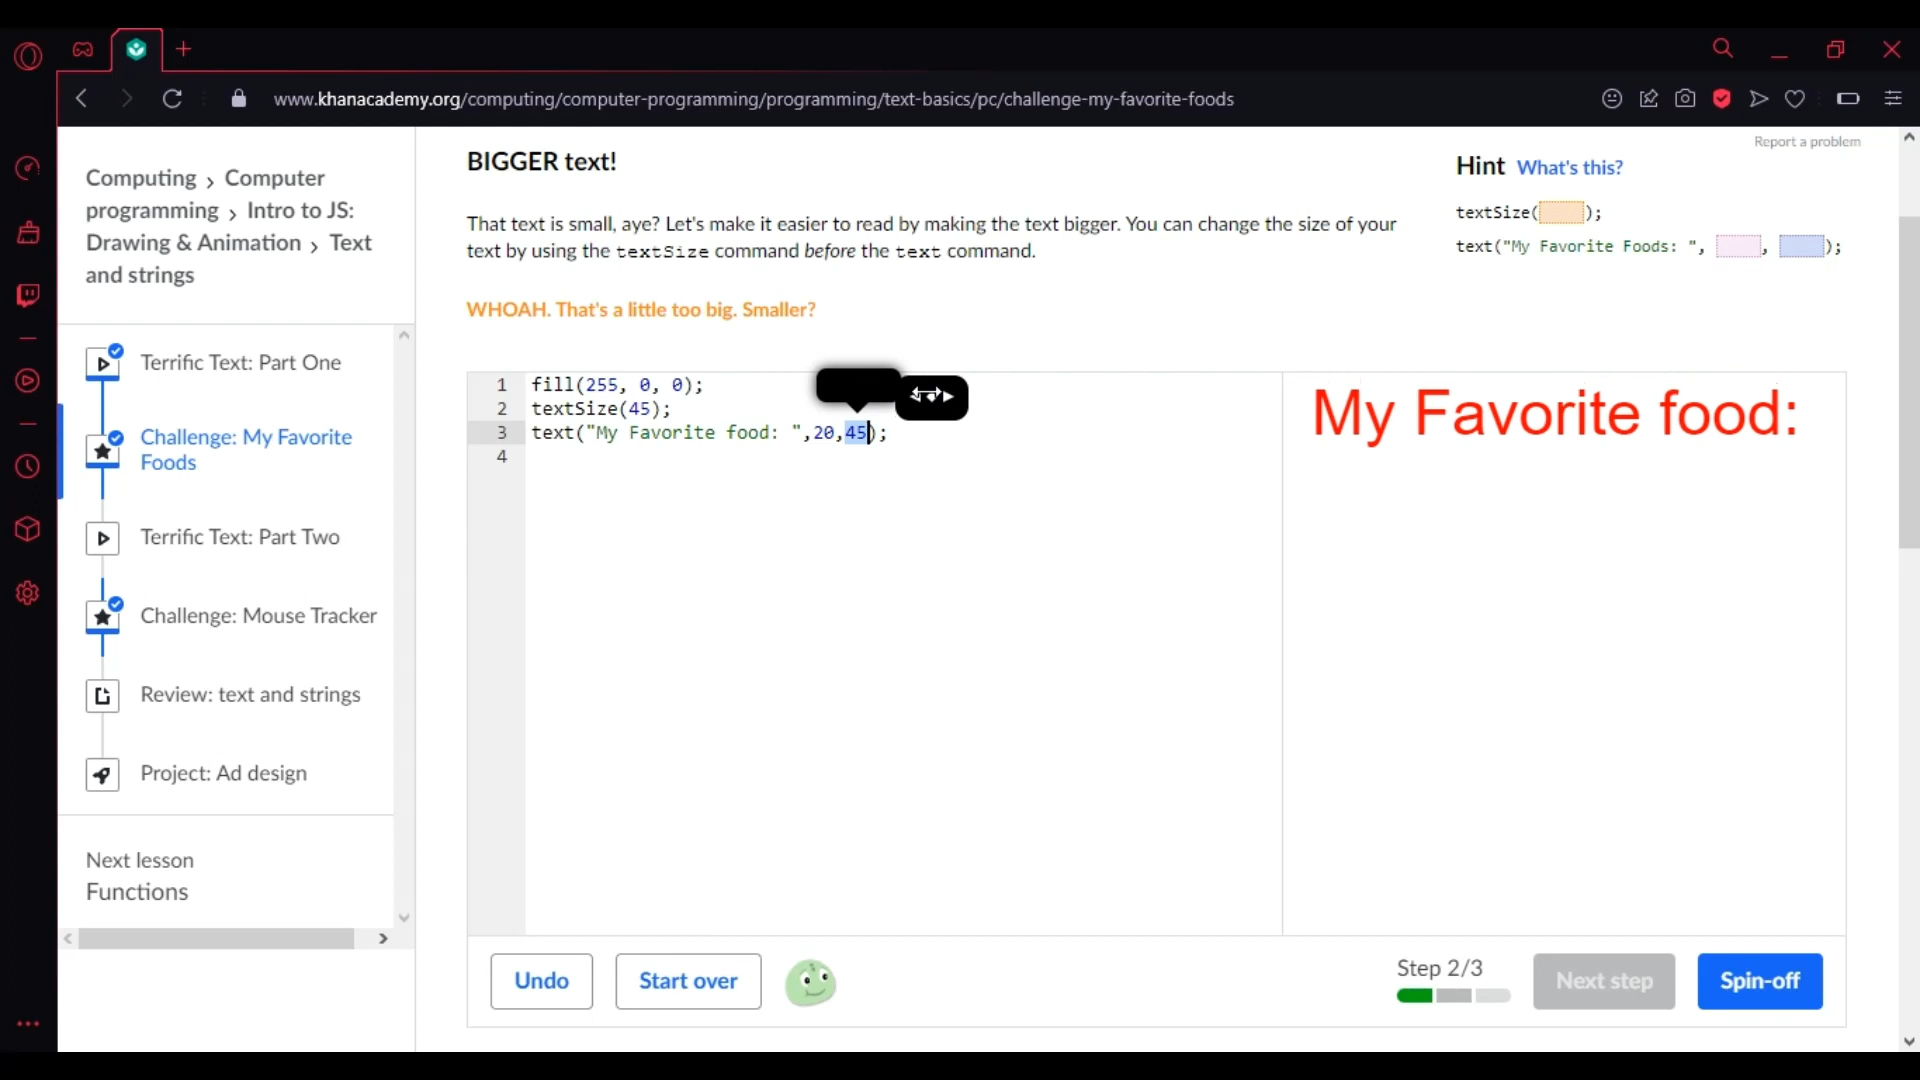 www.khanacademy.org/computing/computer-programming/programming/text-basics/pc/challenge-my-favorite-foods
Computing > Computer
programming > Intro to JS:
Drawing & Animation > Text
and strings
Terrific Text: Part One
Challenge: My Favorite
Foods
Terrific Text: Part Two
Challenge: Mouse Tracker
Review: text and strings
Project: Ad design
Next lesson
Functions
Report a problem
BIGGER text!
That text is small, aye? Let's make it easier to read by making the text bigger. You can change the size of your
text by using the textSize command before the text command.
WHOAH. That's a little too big. Smaller?
Hint What's this?
textSize( );
text("My Favorite Foods: ", , );
1 fill(255, 0, 0);
2 textSize(45);
3 text("My Favorite food: ",20,45);
4
My Favorite food:
Undo
Start over
Step 2/3
Next step
Spin-off